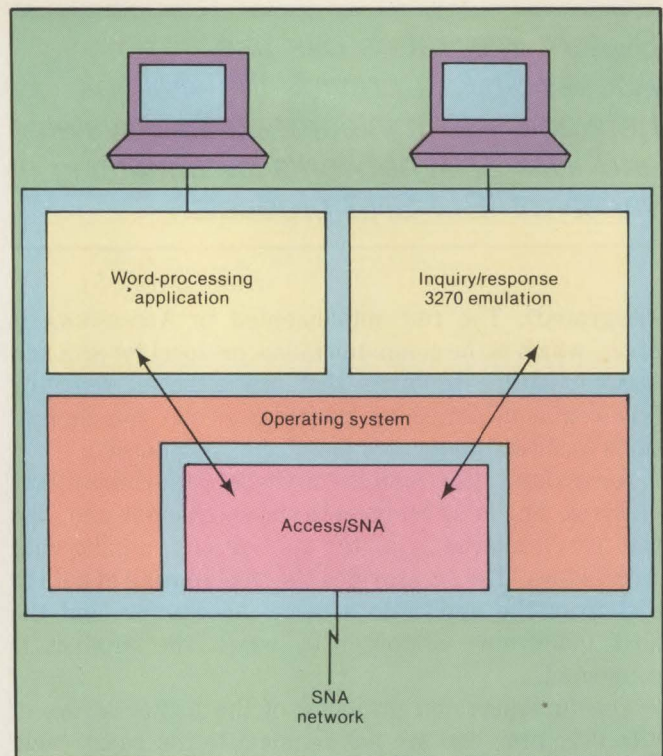 Word-processing
application
Inquiry/response
3270 emulation
Operating system
Access/SNA
SNA
network